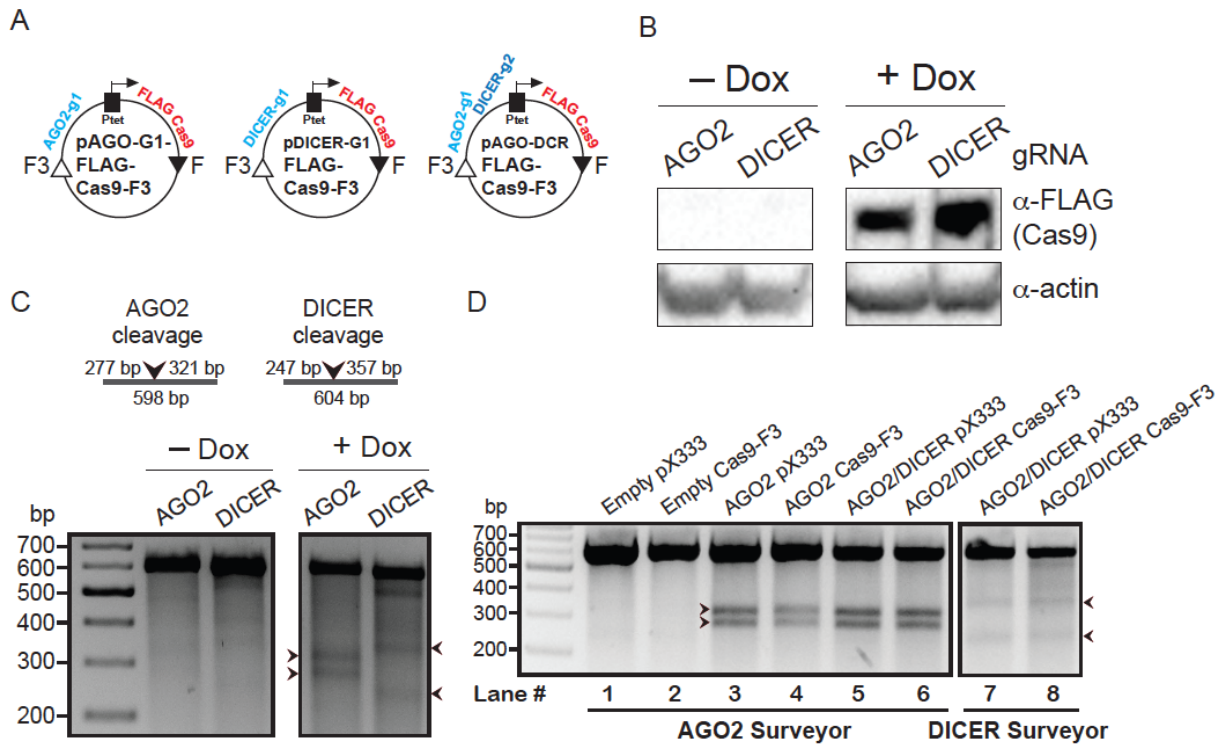 A
AGO2-g1
Ptet
FLAG Cas9
F3
pAGO-G1-
FLAG-
Cas9-F3
F
DICER-g1
Ptet
FLAG Cas9
F3
pDICER-G1
FLAG-
Cas9-F3
F
AGO2-g1
DICER-g2
Ptet
FLAG Cas9
F3
pAGO-DCR
FLAG-
Cas9-F3
F
B
– Dox
+ Dox
AGO2
DICER
AGO2
DICER
gRNA
α-FLAG
(Cas9)
α-actin
C
AGO2
cleavage
277 bp
321 bp
598 bp
DICER
cleavage
247 bp
357 bp
604 bp
– Dox
+ Dox
bp
AGO2
DICER
AGO2
DICER
700
600
500
400
300
200
D
bp
Empty pX333
Empty Cas9-F3
AGO2 pX333
AGO2 Cas9-F3
AGO2/DICER pX333
AGO2/DICER Cas9-F3
AGO2/DICER pX333
AGO2/DICER Cas9-F3
700
600
500
400
300
200
Lane # 1 2 3 4 5 6 7 8
AGO2 Surveyor
DICER Surveyor